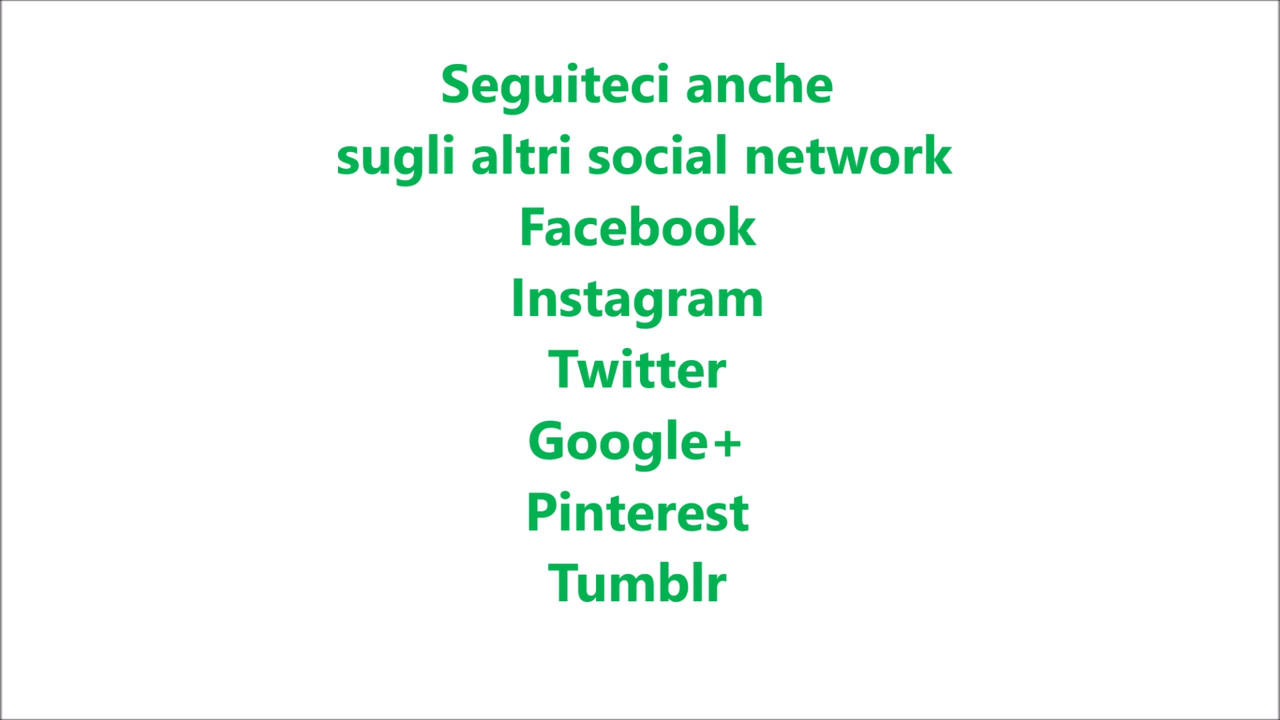 Seguiteci anche
sugli altri social network
Facebook
Instagram
Twitter
Google+
Pinterest
Tumblr